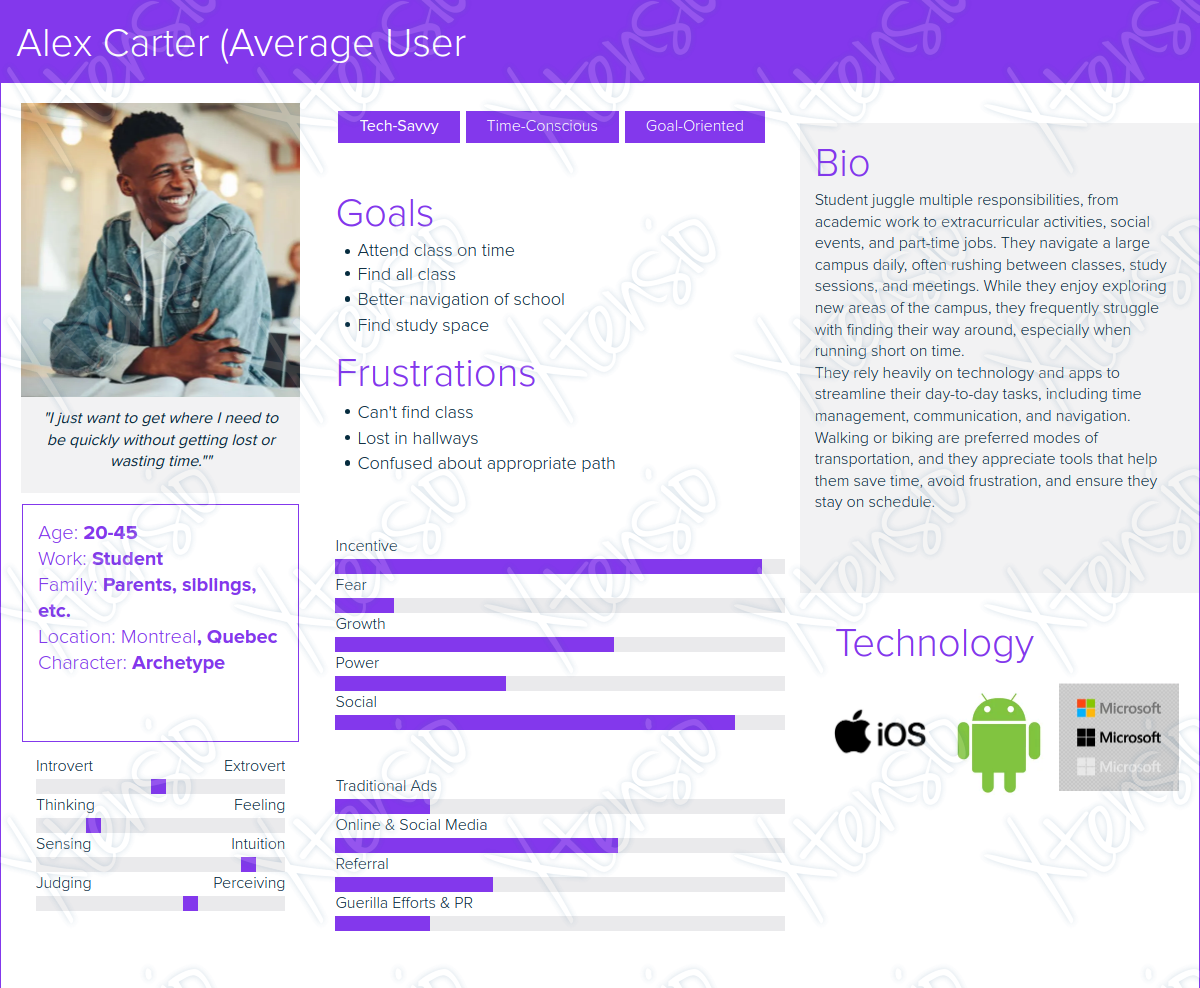 Alex Carter (Average User
"I just want to get where I need to
be quickly without getting lost or
wasting time.""
Age: 20-45
Work: Student
Family: Parents, siblings,
etc.
Location: Montreal, Quebec
Character: Archetype
Introvert Extrovert
Thinking Feeling
Sensing Intuition
Judging Perceiving
Tech-Savvy Time-Conscious Goal-Oriented
Goals
• Attend class on time
• Find all class
• Better navigation of school
• Find study space
Frustrations
• Can't find class
• Lost in hallways
• Confused about appropriate path
Incentive
Fear
Growth
Power
Social
Traditional Ads
Online & Social Media
Referral
Guerilla Efforts & PR
Bio
Student juggle multiple responsibilities, from
academic work to extracurricular activities, social
events, and part-time jobs. They navigate a large
campus daily, often rushing between classes, study
sessions, and meetings. While they enjoy exploring
new areas of the campus, they frequently struggle
with finding their way around, especially when
running short on time.
They rely heavily on technology and apps to
streamline their day-to-day tasks, including time
management, communication, and navigation.
Walking or biking are preferred modes of
transportation, and they appreciate tools that help
them save time, avoid frustration, and ensure they
stay on schedule.
Technology
iOS
Microsoft
Microsoft
Microsoft
Xtensio